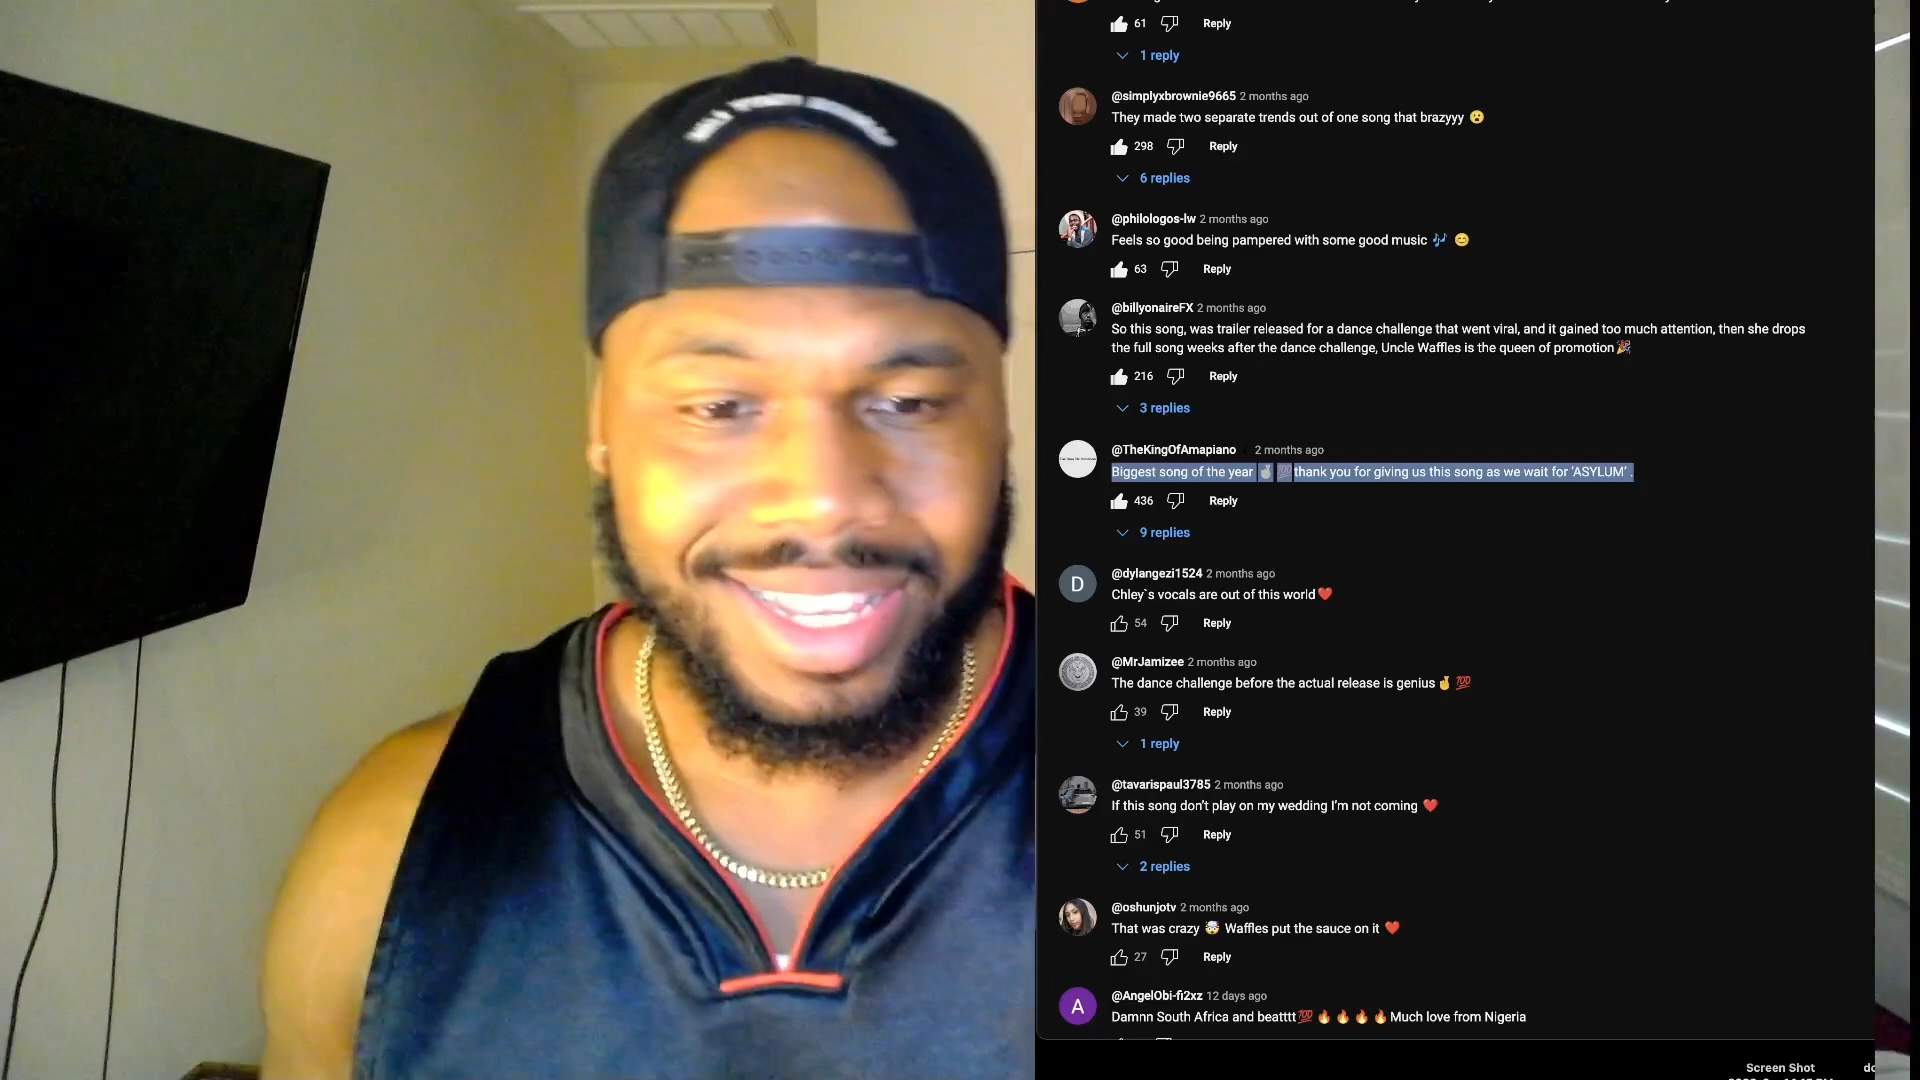 61 Reply
1 reply
@simplyxbrownie9665 2 months ago
They made two separate trends out of one song that brazyyy 😮
298 Reply
6 replies
@philologos-lw 2 months ago
Feels so good being pampered with some good music 🎶 😊
63 Reply
@billyonaireFX 2 months ago
So this song, was trailer released for a dance challenge that went viral, and it gained too much attention, then she drops
the full song weeks after the dance challenge, Uncle Waffles is the queen of promotion🎉
216 Reply
3 replies
@TheKingOfAmapiano 2 months ago
Biggest song of the year 🤞 💯thank you for giving us this song as we wait for ‘ASYLUM’ .
436 Reply
9 replies
D
@dylangezi1524 2 months ago
Chley`s vocals are out of this world❤️
54 Reply
@MrJamizee 2 months ago
The dance challenge before the actual release is genius🤞💯
39 Reply
1 reply
@tavarispaul3785 2 months ago
If this song don’t play on my wedding I’m not coming ❤️
51 Reply
2 replies
@oshunjotv 2 months ago
That was crazy 🤯 Waffles put the sauce on it ❤️
27 Reply
A
@AngelObi-fi2xz 12 days ago
Damnn South Africa and beatttt💯🔥🔥🔥🔥Much love from Nigeria
Screen Shot